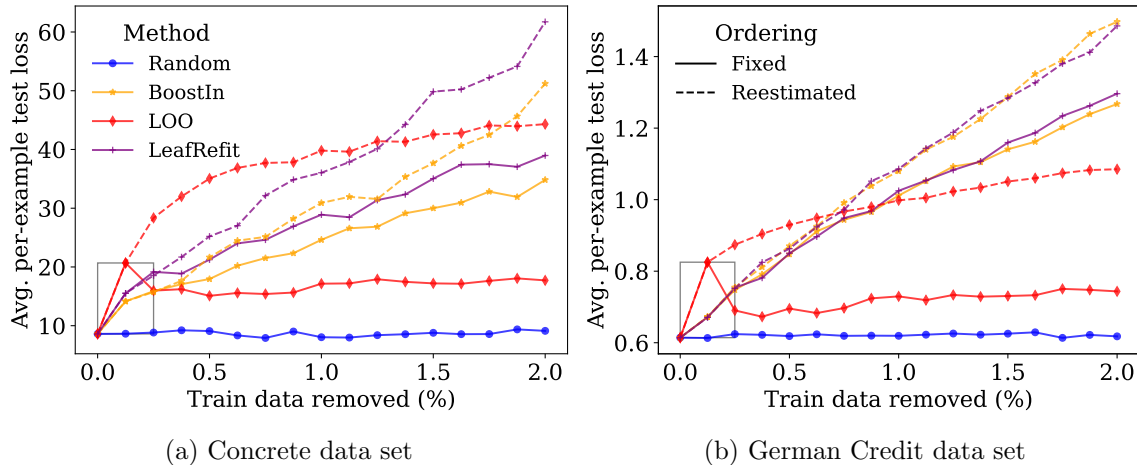 Avg. per-example test loss
60
50
40
30
20
10
Method
Random
BoostIn
LOO
LeafRefit
0.0 0.5 1.0 1.5 2.0
Train data removed (%)
(a) Concrete data set
Avg. per-example test loss
1.4
1.2
1.0
0.8
0.6
Ordering
Fixed
Reestimated
0.0 0.5 1.0 1.5 2.0
Train data removed (%)
(b) German Credit data set